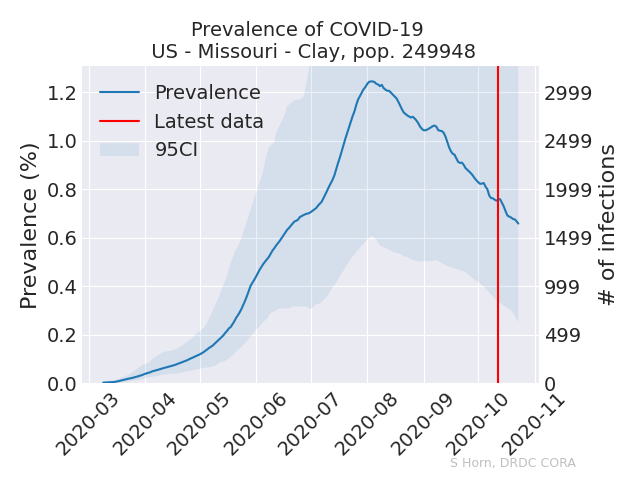 Prevalence of COVID-19
US - Missouri - Clay, pop. 249948
Prevalence
Latest data
95CI
Prevalence (%)
1.2
1.0
0.8
0.6
0.4
0.2
0.0
2999
2499
1999
1499
999
499
0
# of infections
2020-03
2020-04
2020-05
2020-06
2020-07
2020-08
2020-09
2020-10
2020-11
S Horn, DRDC CORA